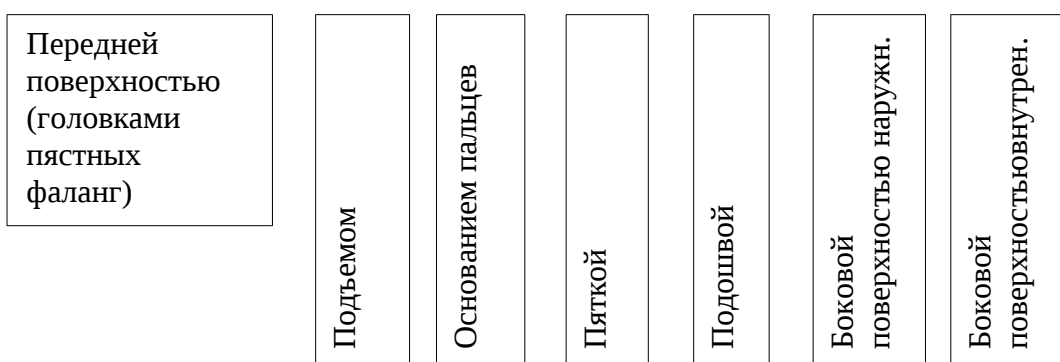 Передней
поверхностью
(головками
пястных
фаланг)
Подъемом
Основанием пальцев
Пяткой
Подошвой
Боковой
поверхностью наружн.
Боковой
поверхностьювнутрен.